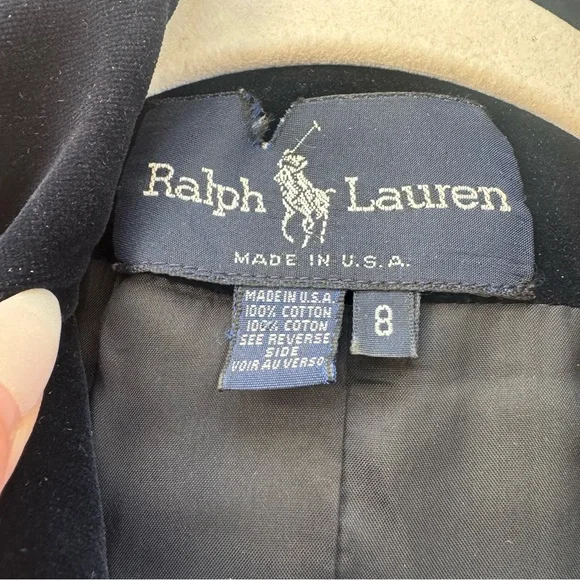 Ralph Lauren
MADE IN U.S.A.
MADE IN U.S.A.
100% COTTON
100% COTON
SEE REVERSE
SIDE
VOIR AU VERSO
8